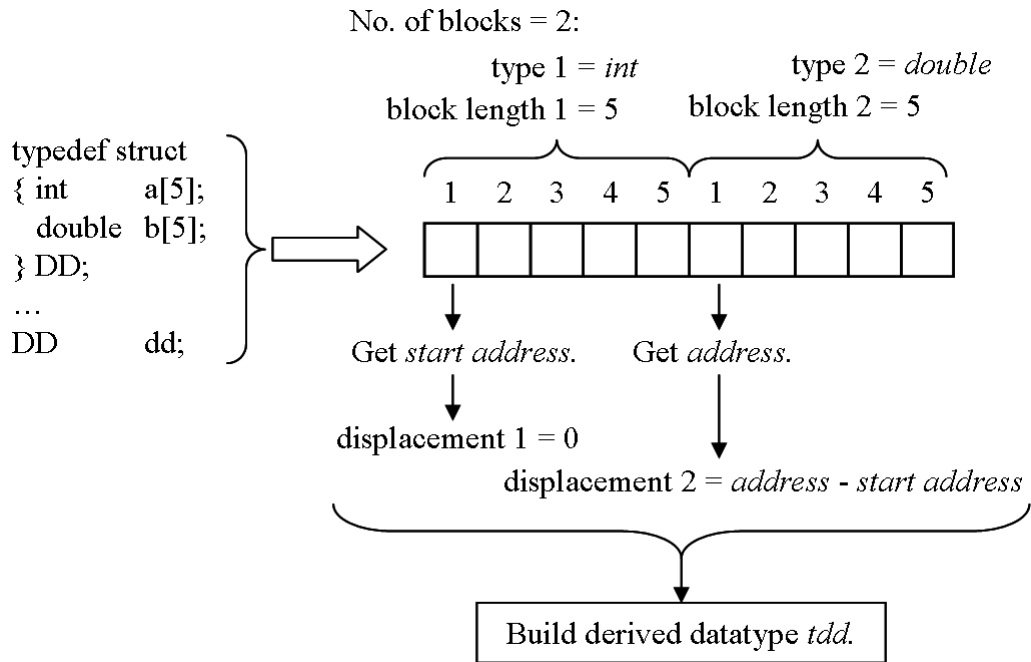 No. of blocks = 2:
type 1 = int
block length 1 = 5
type 2 = double
block length 2 = 5
typedef struct
{ int a[5];
double b[5];
} DD;
…
DD dd;
1 2 3 4 5 1 2 3 4 5
Get start address.
Get address.
displacement 1 = 0
displacement 2 = address - start address
Build derived datatype tdd.